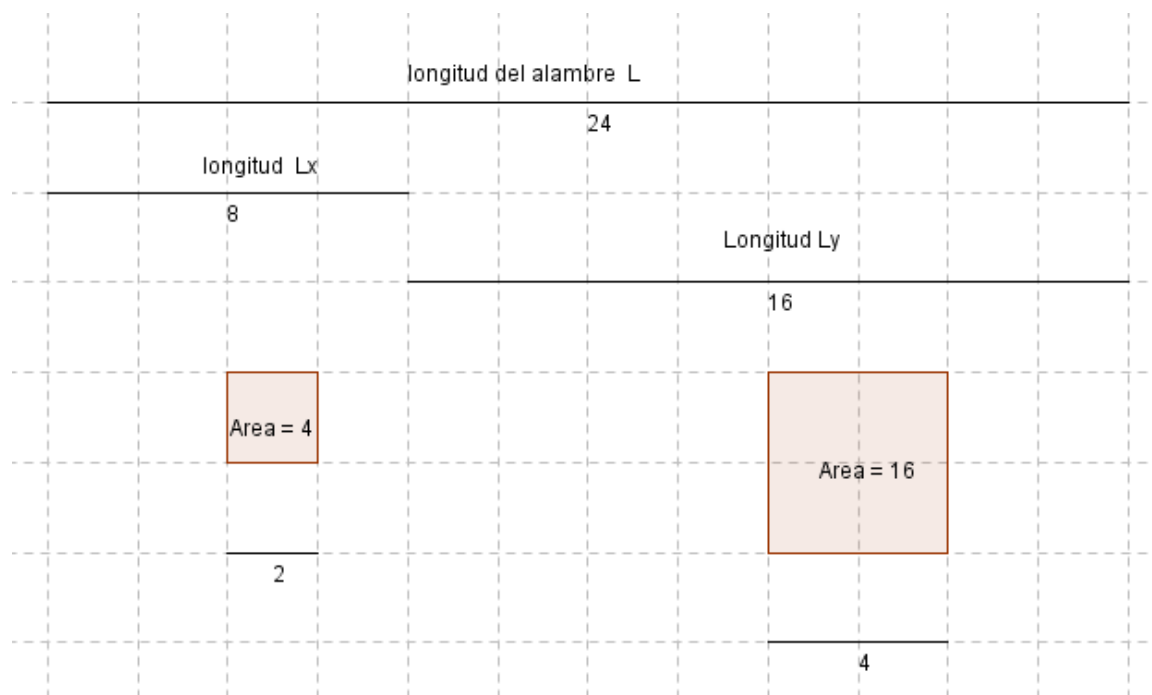 longitud del alambre L
24
longitud Lx
8
Longitud Ly
16
Area = 4
Area = 16
2
4